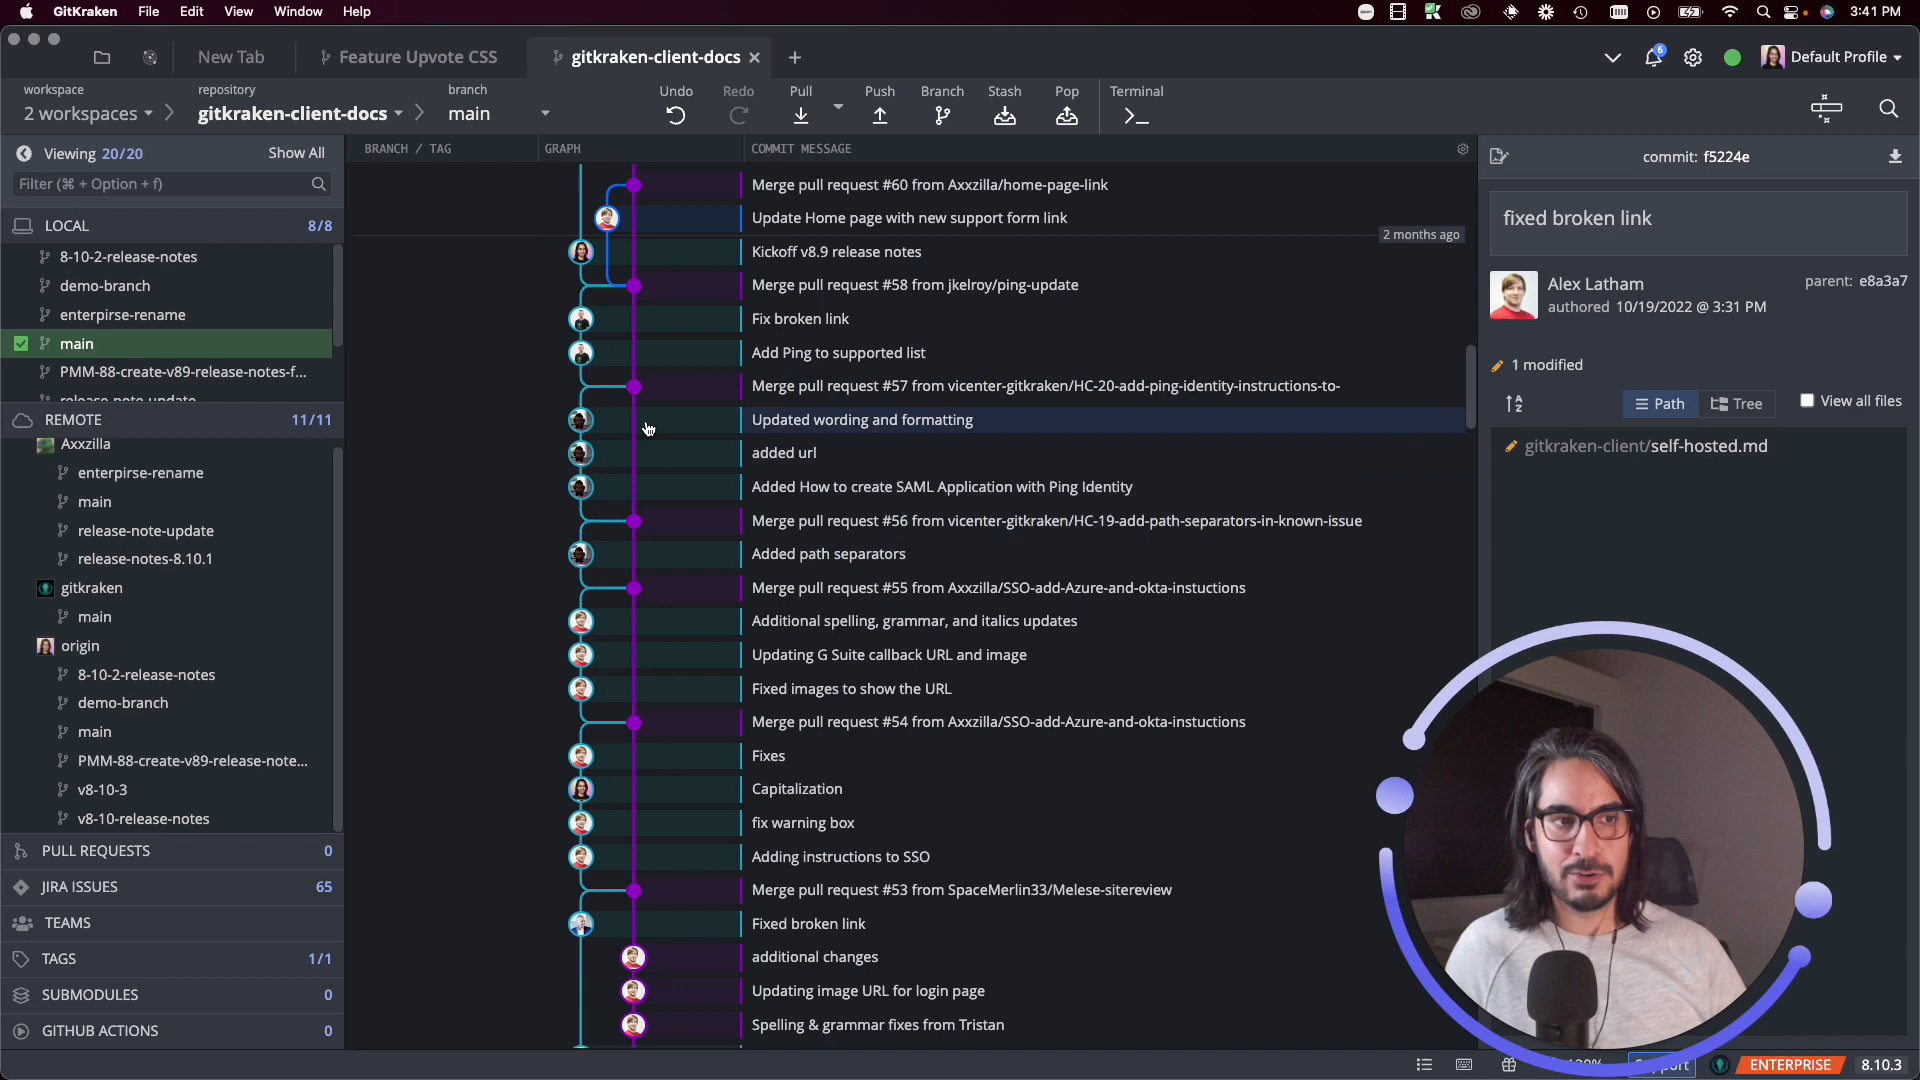 GitKraken File Edit View Window Help
3:41 PM
New Tab
Feature Upvote CSS
gitkraken-client-docs
6
Default Profile
workspace
2 workspaces
repository
gitkraken-client-docs
branch
main
Undo
Redo
Pull
Push
Branch
Stash
Pop
Terminal
Viewing 20/20
Show All
Filter (⌘ + Option + f)
LOCAL 8/8
8-10-2-release-notes
demo-branch
enterpirse-rename
main
PMM-88-create-v89-release-notes-f...
release-note-update
REMOTE 11/11
Axxzilla
enterpirse-rename
main
release-note-update
release-notes-8.10.1
gitkraken
main
origin
8-10-2-release-notes
demo-branch
main
PMM-88-create-v89-release-note...
v8-10-3
v8-10-release-notes
PULL REQUESTS 0
JIRA ISSUES 65
TEAMS
TAGS 1/1
SUBMODULES 0
GITHUB ACTIONS 0
BRANCH / TAG
GRAPH
COMMIT MESSAGE
Merge pull request #60 from Axxzilla/home-page-link
Update Home page with new support form link
2 months ago
Kickoff v8.9 release notes
Merge pull request #58 from jkelroy/ping-update
Fix broken link
Add Ping to supported list
Merge pull request #57 from vicenter-gitkraken/HC-20-add-ping-identity-instructions-to-
Updated wording and formatting
added url
Added How to create SAML Application with Ping Identity
Merge pull request #56 from vicenter-gitkraken/HC-19-add-path-separators-in-known-issue
Added path separators
Merge pull request #55 from Axxzilla/SSO-add-Azure-and-okta-instuctions
Additional spelling, grammar, and italics updates
Updating G Suite callback URL and image
Fixed images to show the URL
Merge pull request #54 from Axxzilla/SSO-add-Azure-and-okta-instuctions
Fixes
Capitalization
fix warning box
Adding instructions to SSO
Merge pull request #53 from SpaceMerlin33/Melese-sitereview
Fixed broken link
additional changes
Updating image URL for login page
Spelling & grammar fixes from Tristan
commit: f5224e
fixed broken link
Alex Latham
authored 10/19/2022 @ 3:31 PM
parent: e8a3a7
1 modified
Path
Tree
View all files
gitkraken-client/self-hosted.md
ENTERPRISE
8.10.3